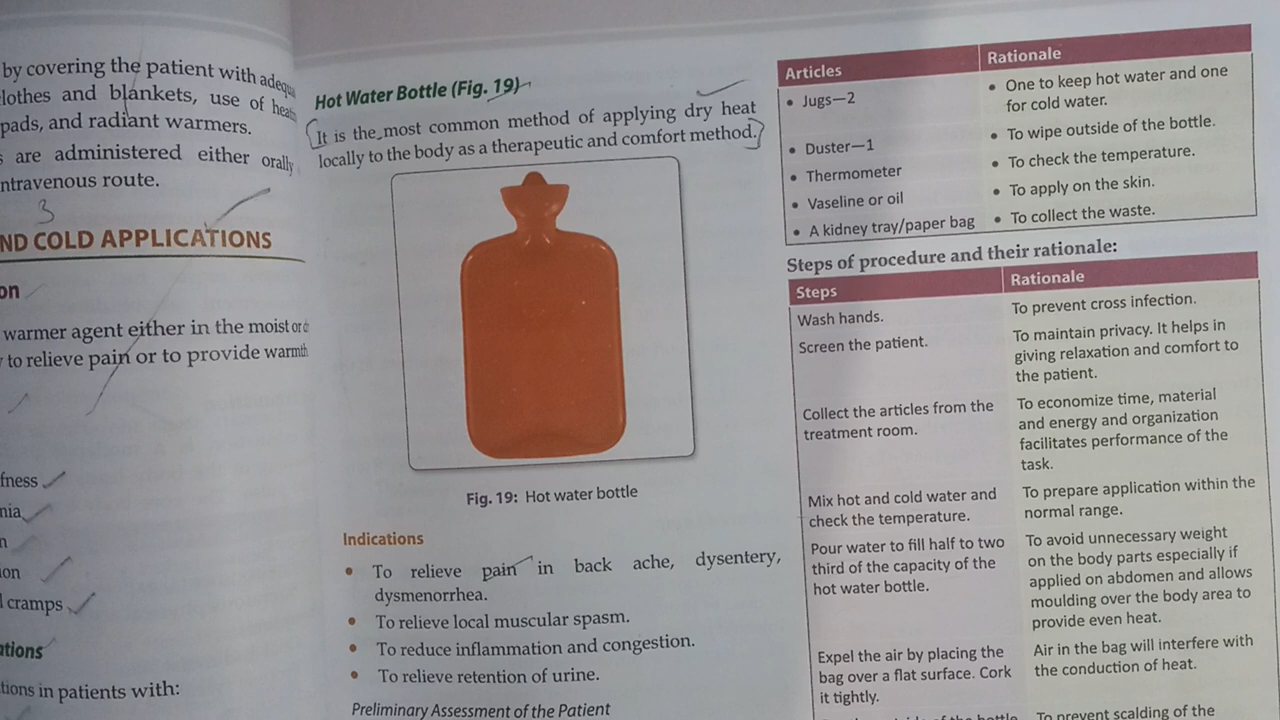 by covering the patient with
clothes and blankets, use of
pads, and radiant warmers.
are administered either orally
ntravenous route.
3
ND COLD APPLICATIONS
on
warmer agent either in the moist or
to relieve pain or to provide warmth
fness
nia
n
ion
l cramps
ations
tions in patients with:
Hot Water Bottle (Fig. 19)
It is the most common method of applying dry heat
locally to the body as a therapeutic and comfort method.
Fig. 19: Hot water bottle
Indications
• To relieve pain in back ache, dysentery,
dysmenorrhea.
• To relieve local muscular spasm.
• To reduce inflammation and congestion.
• To relieve retention of urine.
Preliminary Assessment of the Patient
Articles Rationale
• Jugs—2 • One to keep hot water and one
for cold water.
• Duster—1 • To wipe outside of the bottle.
• Thermometer • To check the temperature.
• Vaseline or oil • To apply on the skin.
• A kidney tray/paper bag • To collect the waste.
Steps of procedure and their rationale:
Steps Rationale
Wash hands. To prevent cross infection.
Screen the patient. To maintain privacy. It helps in
giving relaxation and comfort to
the patient.
Collect the articles from the To economize time, material
treatment room. and energy and organization
facilitates performance of the
task.
Mix hot and cold water and To prepare application within the
check the temperature. normal range.
Pour water to fill half to two To avoid unnecessary weight
third of the capacity of the on the body parts especially if
hot water bottle. applied on abdomen and allows
moulding over the body area to
provide even heat.
Expel the air by placing the Air in the bag will interfere with
bag over a flat surface. Cork the conduction of heat.
it tightly.
of the bottle To prevent scalding of the